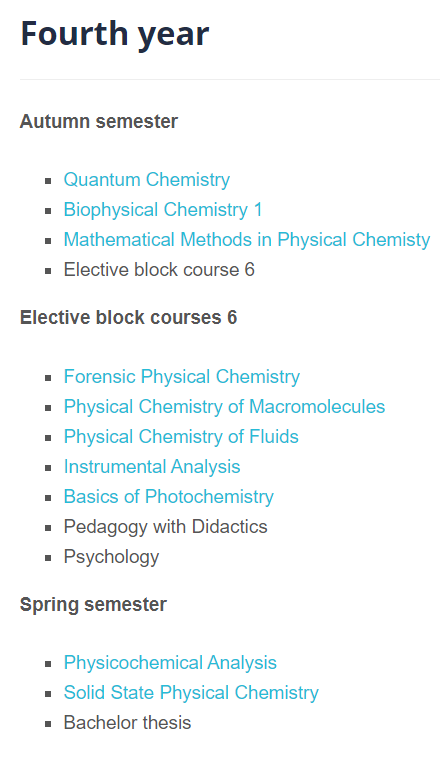 Fourth year
Autumn semester
Quantum Chemistry
Biophysical Chemistry 1
Mathematical Methods in Physical Chemisty
Elective block course 6
Elective block courses 6
Forensic Physical Chemistry
Physical Chemistry of Macromolecules
Physical Chemistry of Fluids
Instrumental Analysis
Basics of Photochemistry
Pedagogy with Didactics
Psychology
Spring semester
Physicochemical Analysis
Solid State Physical Chemistry
Bachelor thesis